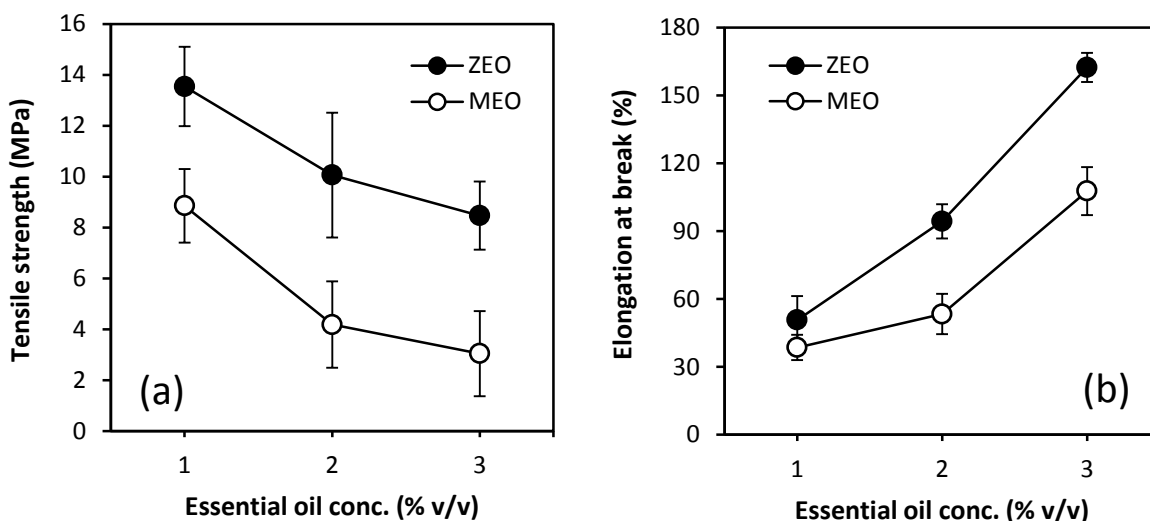 16
14
12
10
8
6
4
2
0
Tensile strength (MPa)
ZEO
MEO
(a)
1 2 3
Essential oil conc. (% v/v)
180
150
120
90
60
30
0
Elongation at break (%)
ZEO
MEO
(b)
1 2 3
Essential oil conc. (% v/v)